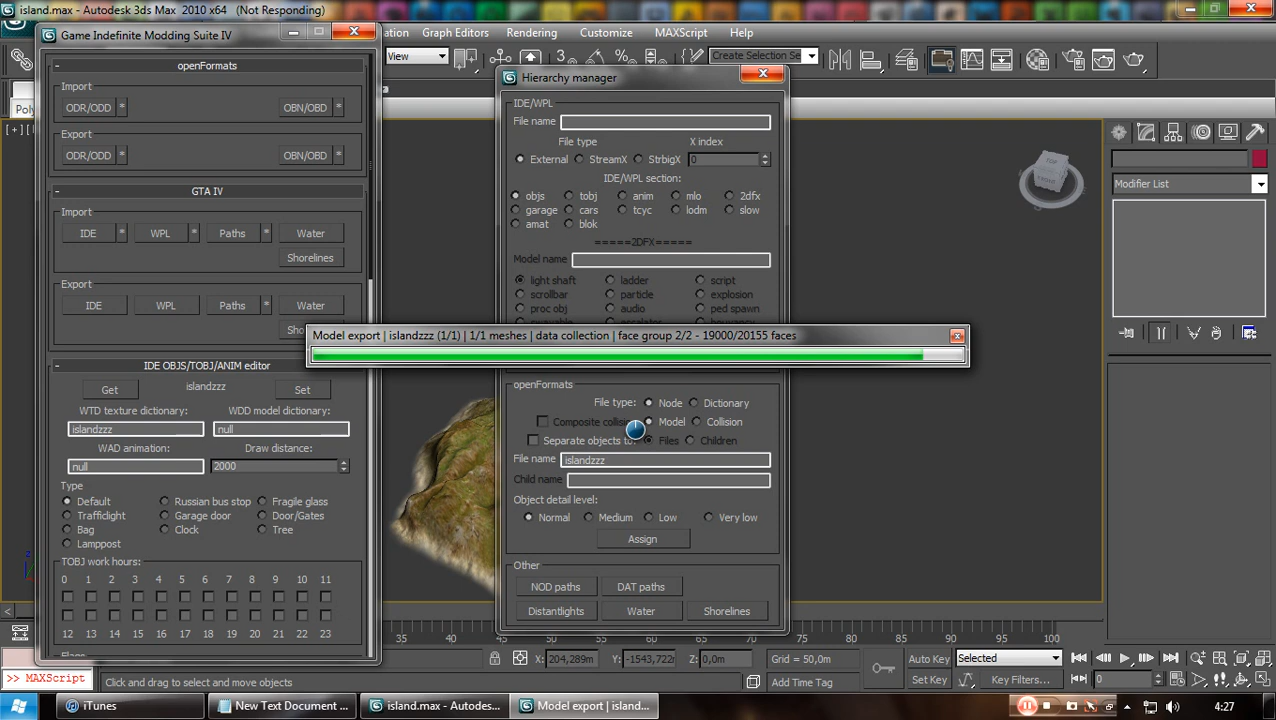 island.max - Autodesk 3ds Max 2010 x64 (Not Responding)
ation Graph Editors Rendering Customize MAXScript Help
View
Create Selection Se
Game Indefinite Modding Suite IV
openFormats
Import
ODR/ODD * OBN/OBD *
Export
ODR/ODD * OBN/OBD *
GTA IV
Import
IDE * WPL * Paths * Water
Shorelines
Export
IDE WPL Paths * Water
IDE OBJS/TOBJ/ANIM editor
Get islandzzz Set
WTD texture dictionary: WDD model dictionary:
islandzzz null
WAD animation: Draw distance:
null 2000
Type
Default Russian bus stop Fragile glass
Trafficlight Garage door Door/Gates
Bag Clock Tree
Lamppost
TOBJ work hours:
0 1 2 3 4 5 6 7 8 9 10 11
12 13 14 15 16 17 18 19 20 21 22 23
Hierarchy manager
IDE/WPL
File name
File type X index
External StreamX StrbigX 0
IDE/WPL section:
objs tobj anim mlo 2dfx
garage cars tcyc lodm slow
amat blok
=====2DFX=====
Model name
light shaft ladder script
scrollbar particle explosion
proc obj audio ped spawn
Model export | islandzzz (1/1) | 1/1 meshes | data collection | face group 2/2 - 19000/20155 faces
openFormats
File type: Node Dictionary
Composite collisi Model Collision
Separate objects to: Files Children
File name islandzzz
Child name
Object detail level:
Normal Medium Low Very low
Assign
Other
NOD paths DAT paths
Distantlights Water Shorelines
Modifier List
TOP
35 40 45 50 55 60 65 70 75 80 85 90 95 100
X: 204,289m Y: -1543,722m Z: 0,0m Grid = 50,0m Auto Key Selected
>> MAXScript Click and drag to select and move objects Add Time Tag Set Key Key Filters... 0
iTunes New Text Document ... island.max - Autodes... Model export | island... 4:27